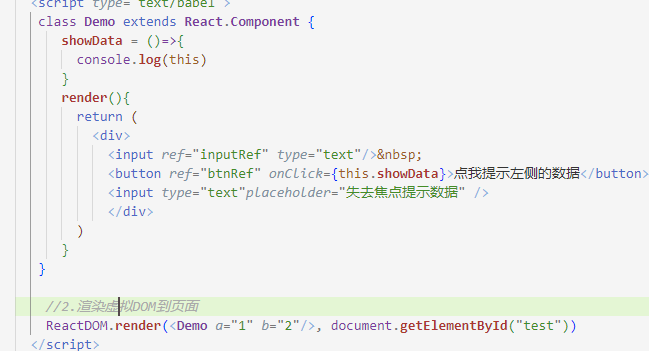 <script type="text/babel">
class Demo extends React.Component {
showData = ()=>{
console.log(this)
}
render(){
return (
<div>
<input ref="inputRef" type="text"/>&nbsp;
<button ref="btnRef" onClick={this.showData}>点我提示左侧的数据</button>
<input type="text"placeholder="失去焦点提示数据" />
</div>
)
}
}
//2.渲染虚拟DOM到页面
ReactDOM.render(<Demo a="1" b="2"/>, document.getElementById("test"))
</script>